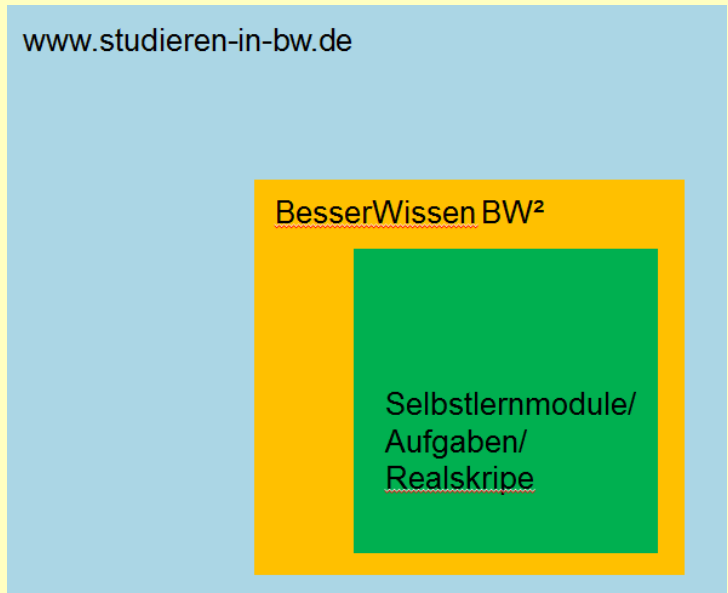 www.studieren-in-bw.de
BesserWissen BW²
Selbstlernmodule/
Aufgaben/
Realskripe